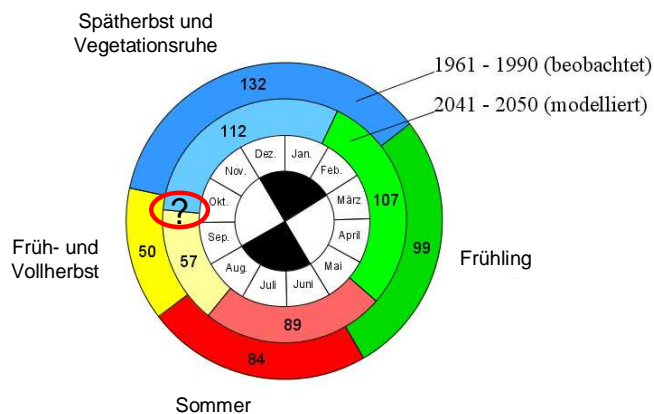 Spätherbst und
Vegetationsruhe
1961 - 1990 (beobachtet)
2041 - 2050 (modelliert)
132
112
Dez.
Jan.
Nov.
Feb.
Okt.
März
?
107
Sep.
April
50
57
99
Aug.
Mai
Juli
Juni
89
84
Früh- und
Vollherbst
Frühling
Sommer